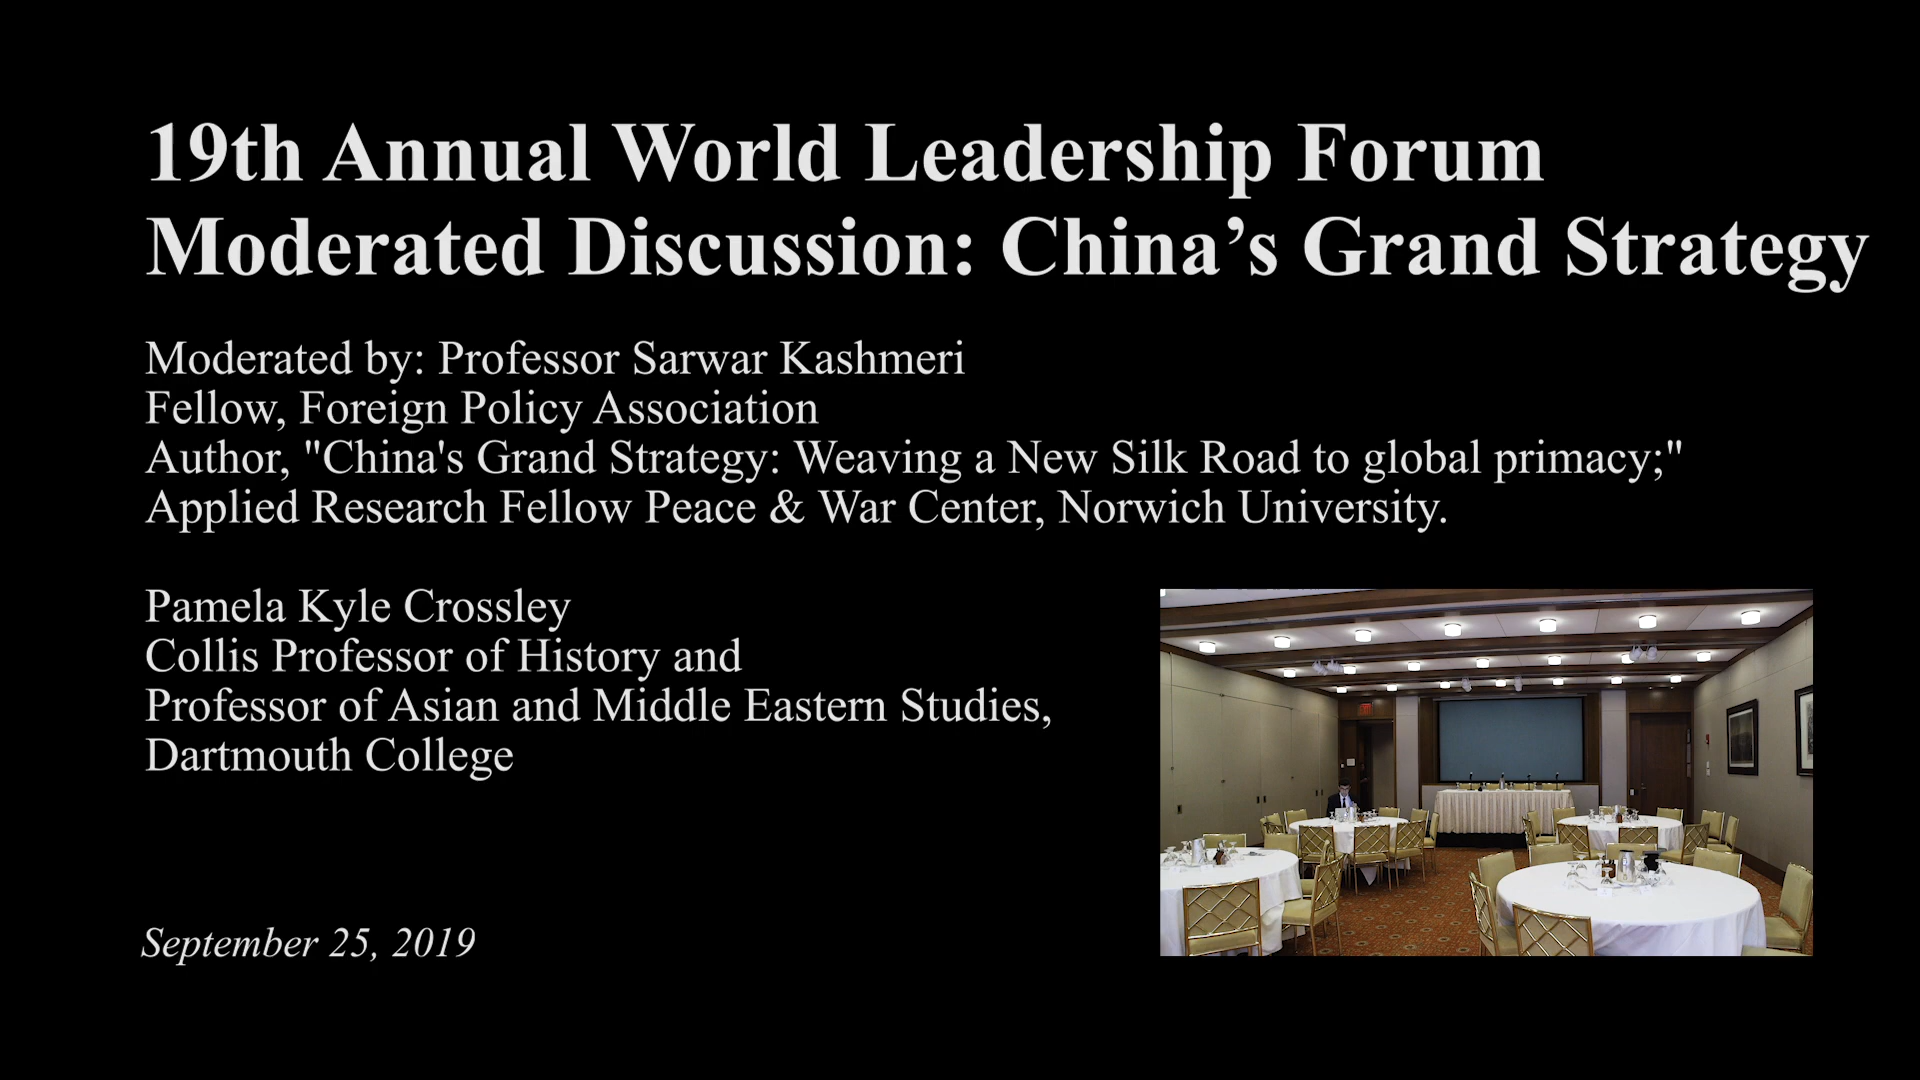 19th Annual World Leadership Forum
Moderated Discussion: China’s Grand Strategy
Moderated by: Professor Sarwar Kashmeri
Fellow, Foreign Policy Association
Author, "China's Grand Strategy: Weaving a New Silk Road to global primacy;"
Applied Research Fellow Peace & War Center, Norwich University.
Pamela Kyle Crossley
Collis Professor of History and
Professor of Asian and Middle Eastern Studies,
Dartmouth College
September 25, 2019